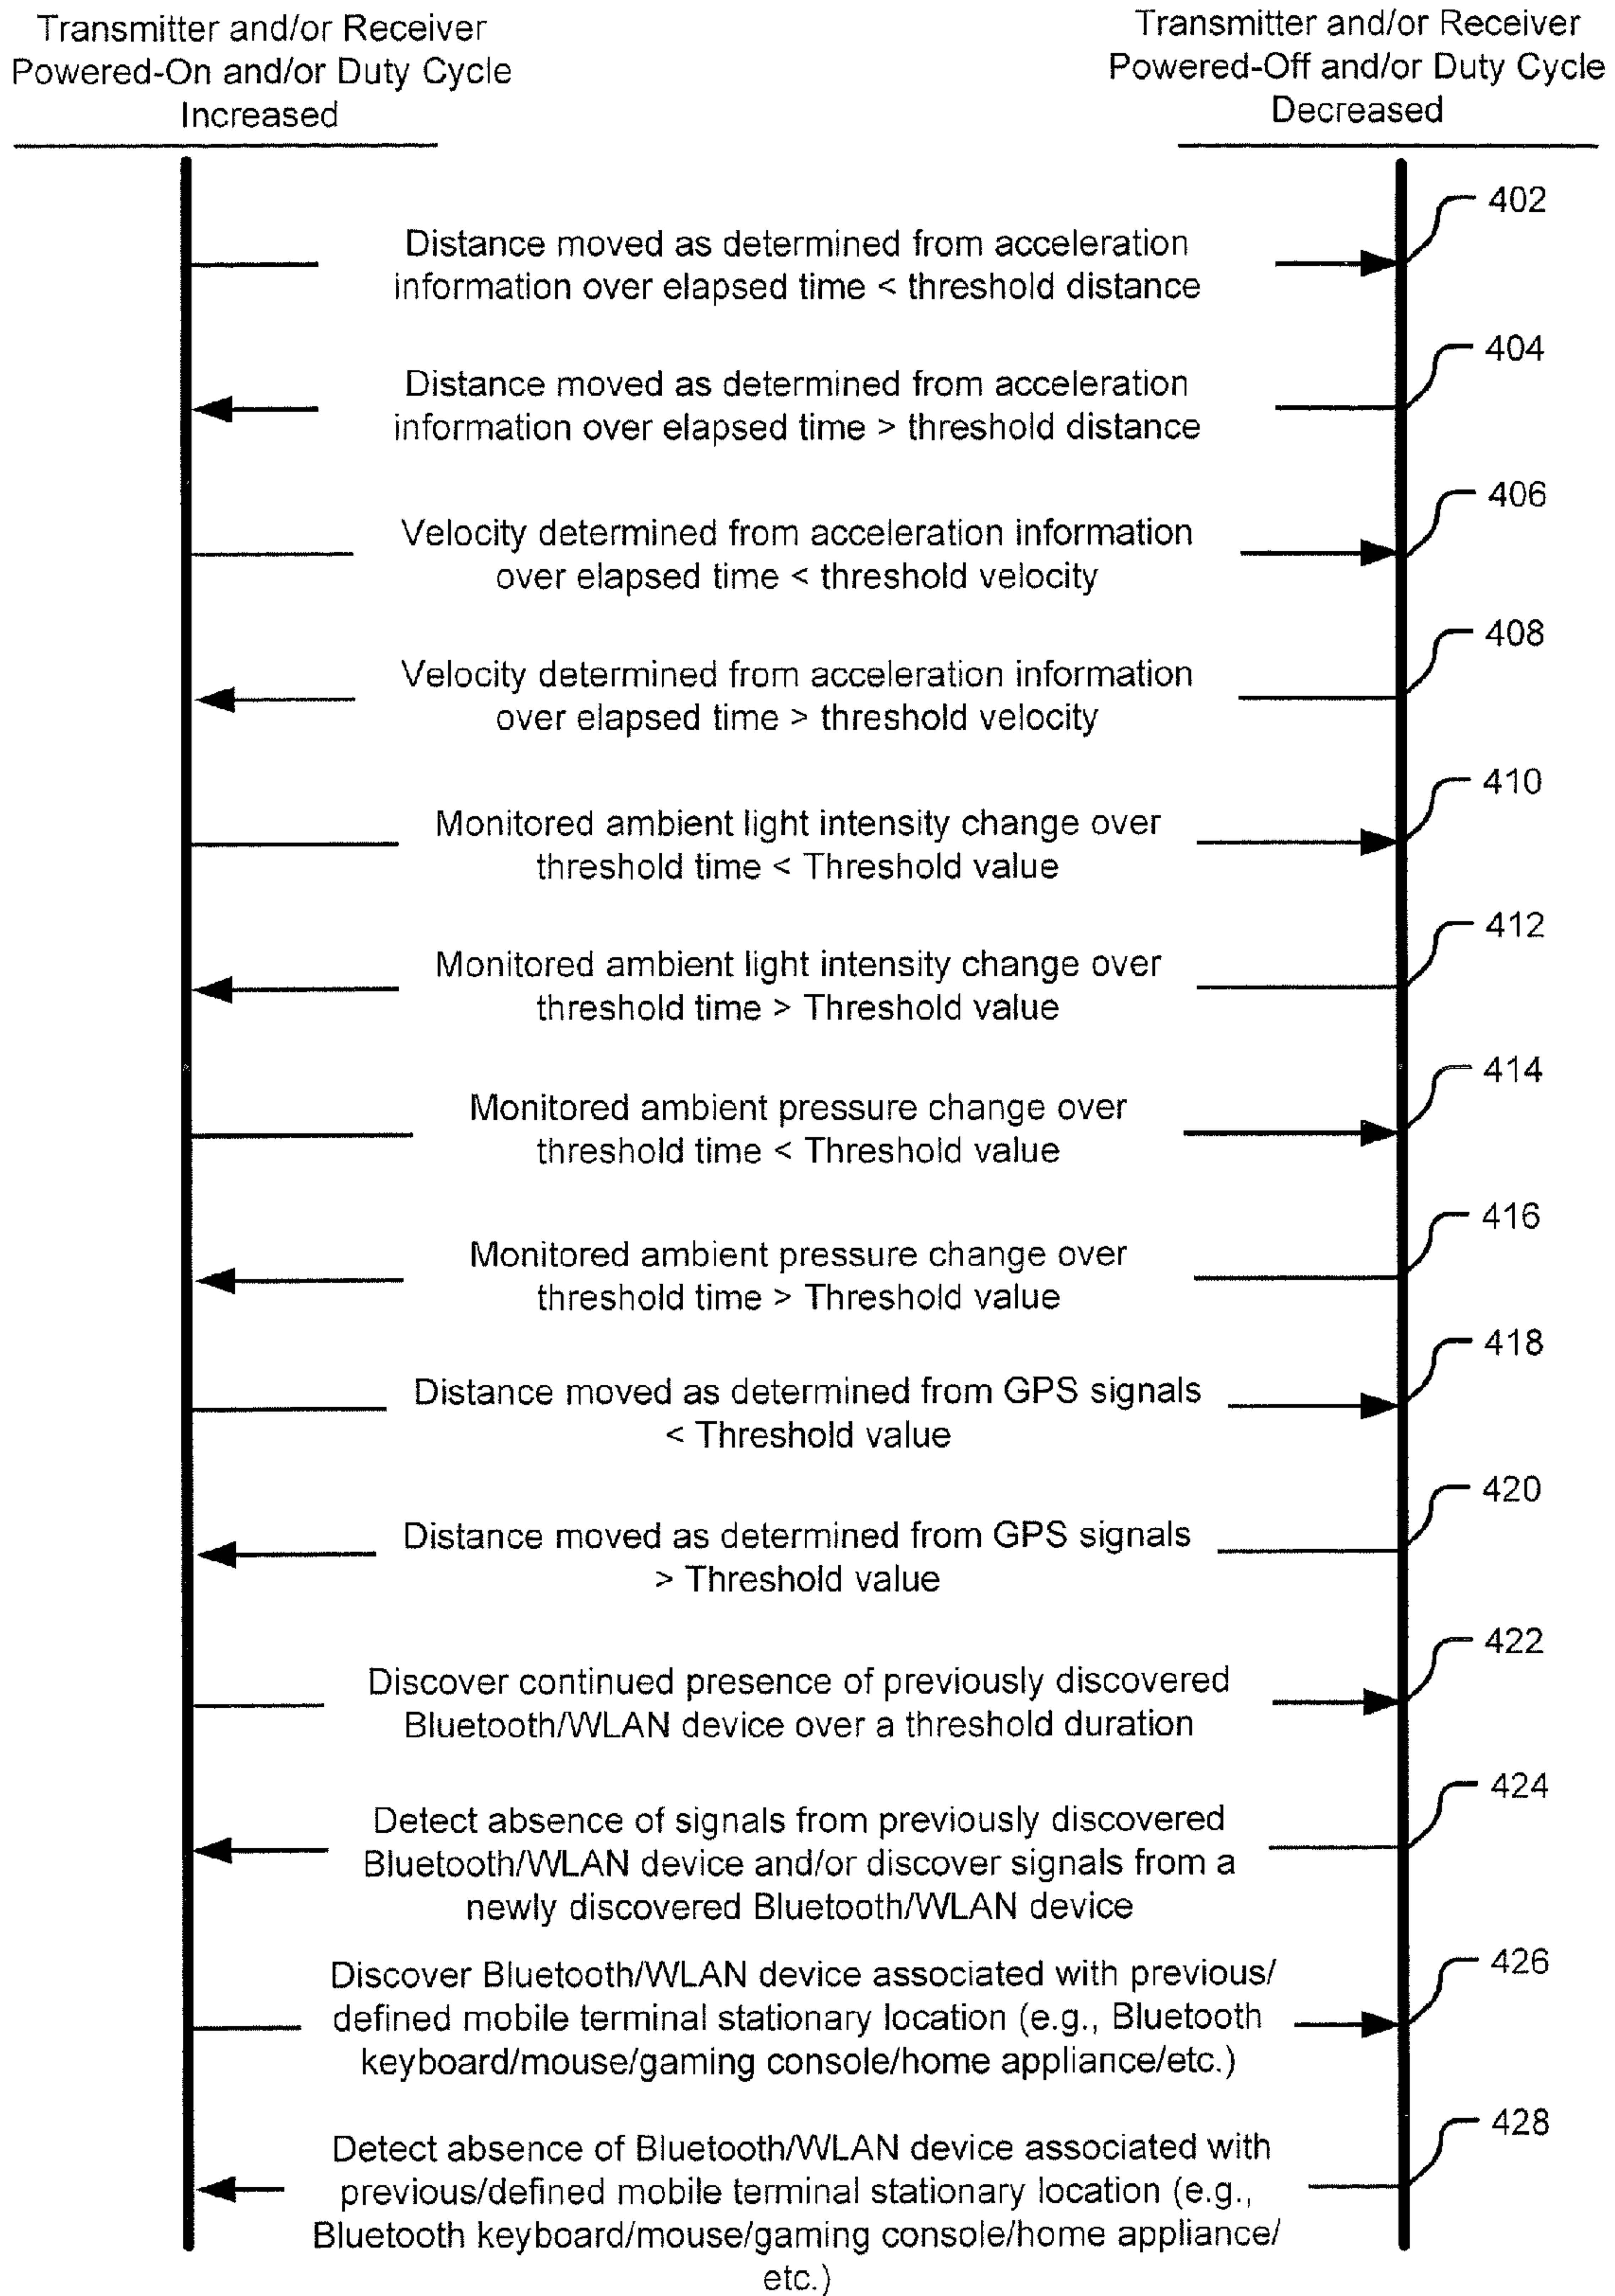 Transmitter and/or Receiver
Powered-On and/or Duty Cycle
Increased
Transmitter and/or Receiver
Powered-Off and/or Duty Cycle
Decreased
402
Distance moved as determined from acceleration
information over elapsed time < threshold distance
404
Distance moved as determined from acceleration
information over elapsed time > threshold distance
406
Velocity determined from acceleration information
over elapsed time < threshold velocity
408
Velocity determined from acceleration information
over elapsed time > threshold velocity
410
Monitored ambient light intensity change over
threshold time < Threshold value
412
Monitored ambient light intensity change over
threshold time > Threshold value
414
Monitored ambient pressure change over
threshold time < Threshold value
416
Monitored ambient pressure change over
threshold time > Threshold value
418
Distance moved as determined from GPS signals
< Threshold value
420
Distance moved as determined from GPS signals
> Threshold value
422
Discover continued presence of previously discovered
Bluetooth/WLAN device over a threshold duration
424
Detect absence of signals from previously discovered
Bluetooth/WLAN device and/or discover signals from a
newly discovered Bluetooth/WLAN device
426
Discover Bluetooth/WLAN device associated with previous/
defined mobile terminal stationary location (e.g., Bluetooth
keyboard/mouse/gaming console/home appliance/etc.)
428
Detect absence of Bluetooth/WLAN device associated with
previous/defined mobile terminal stationary location (e.g.,
Bluetooth keyboard/mouse/gaming console/home appliance/
etc.)